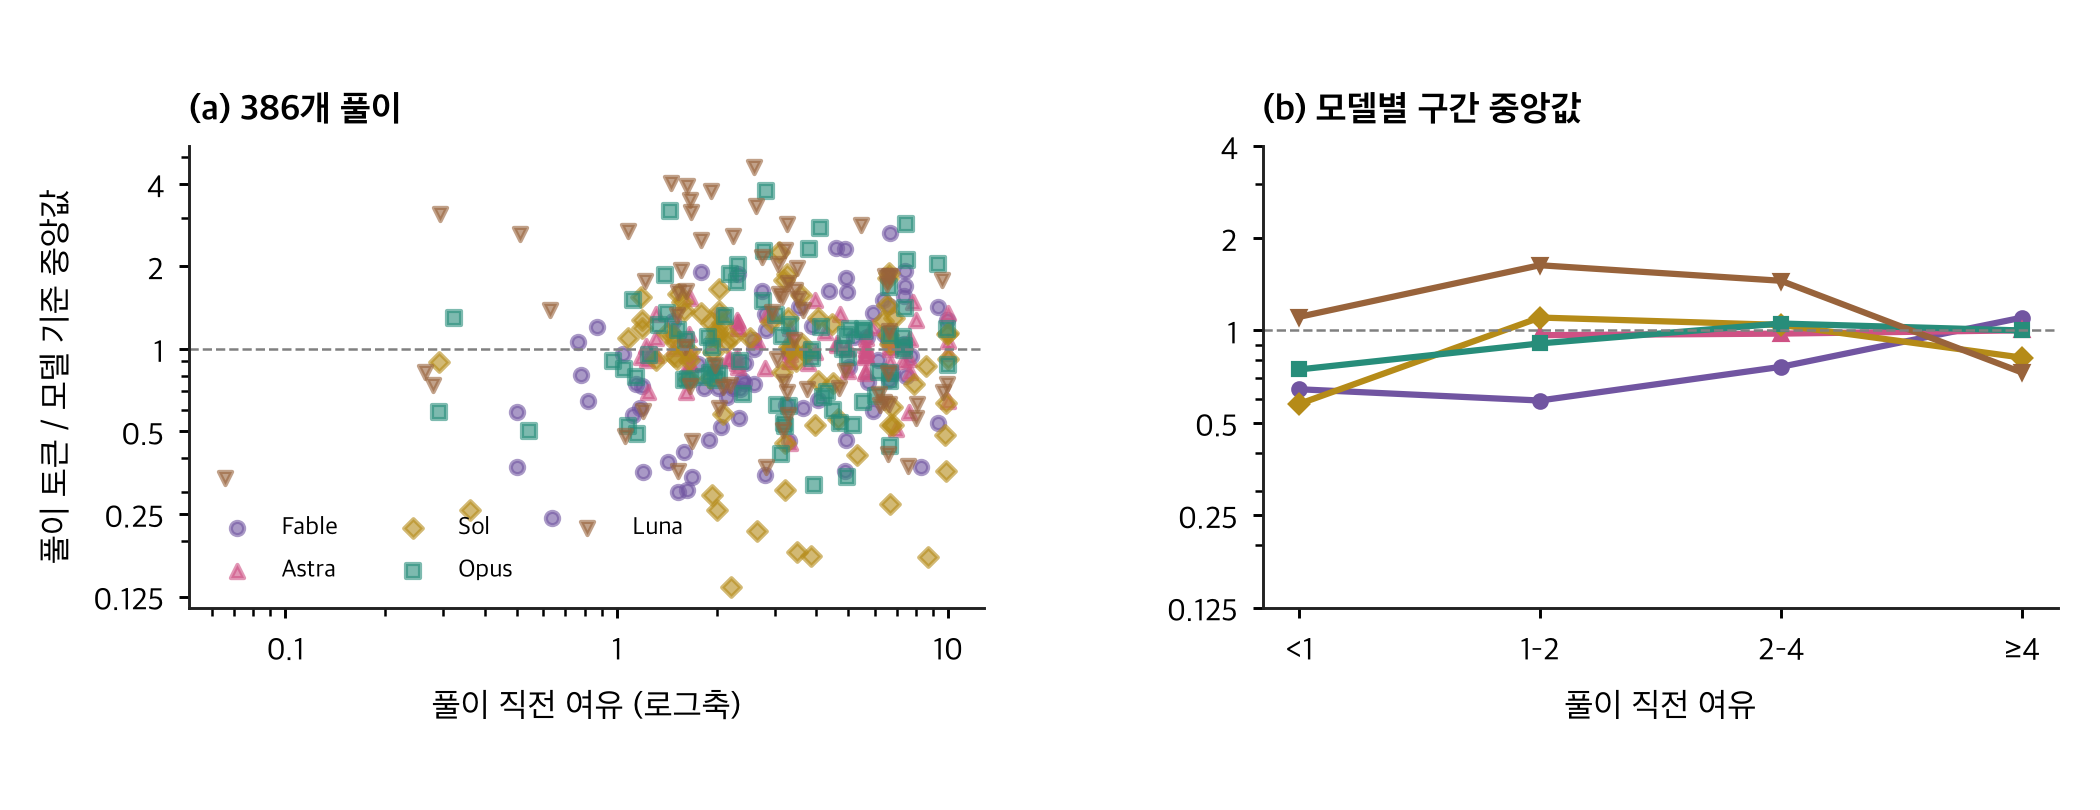 (a) 386개 풀이
풀이 토큰 / 모델 기준 중앙값
4
2
1
0.5
0.25
0.125
Fable
Sol
Luna
Astra
Opus
0.1
1
10
풀이 직전 여유 (로그축)
(b) 모델별 구간 중앙값
4
2
1
0.5
0.25
0.125
<1
1-2
2-4
≥4
풀이 직전 여유